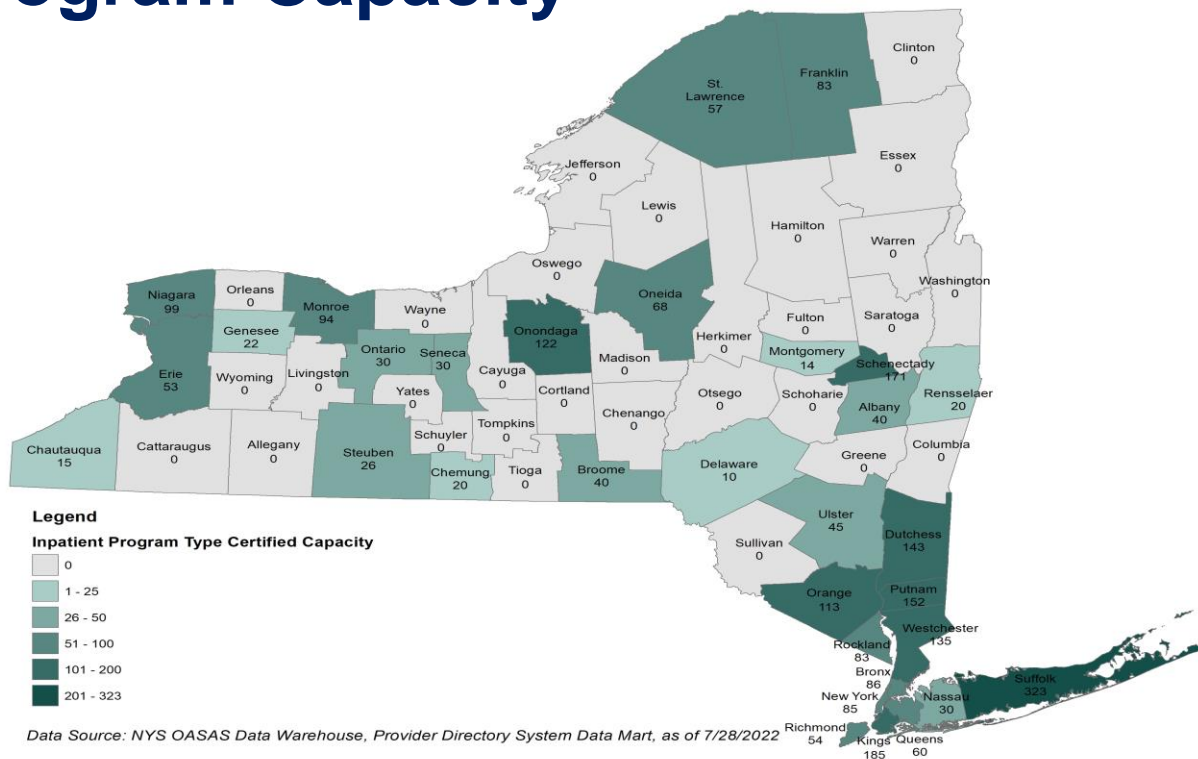 ogram Capacity
Clinton
0
St.
Lawrence
57
Franklin
83
Essex
0
Jefferson
0
Lewis
0
Hamilton
0
Warren
0
Washington
0
Oswego
0
Oneida
68
Herkimer
0
Fulton
0
Saratoga
0
Niagara
99
Orleans
0
Monroe
94
Wayne
0
Genesee
22
Onondaga
122
Madison
0
Montgomery
14
Schenectady
171
Ontario
30
Seneca
30
Cayuga
0
Erie
53
Wyoming
0
Livingston
0
Yates
0
Cortland
0
Chenango
0
Otsego
0
Schoharie
0
Albany
40
Rensselaer
20
Chautauqua
15
Cattaraugus
0
Allegany
0
Steuben
26
Schuyler
0
Tompkins
0
Chemung
20
Tioga
0
Broome
40
Delaware
10
Greene
0
Columbia
0
Ulster
45
Sullivan
0
Dutchess
143
Orange
113
Putnam
152
Westchester
135
Rockland
83
Bronx
86
New York
85
Nassau
30
Suffolk
323
Richmond
54
Kings
185
Queens
60
Legend
Inpatient Program Type Certified Capacity
0
1 - 25
26 - 50
51 - 100
101 - 200
201 - 323
Data Source: NYS OASAS Data Warehouse, Provider Directory System Data Mart, as of 7/28/2022